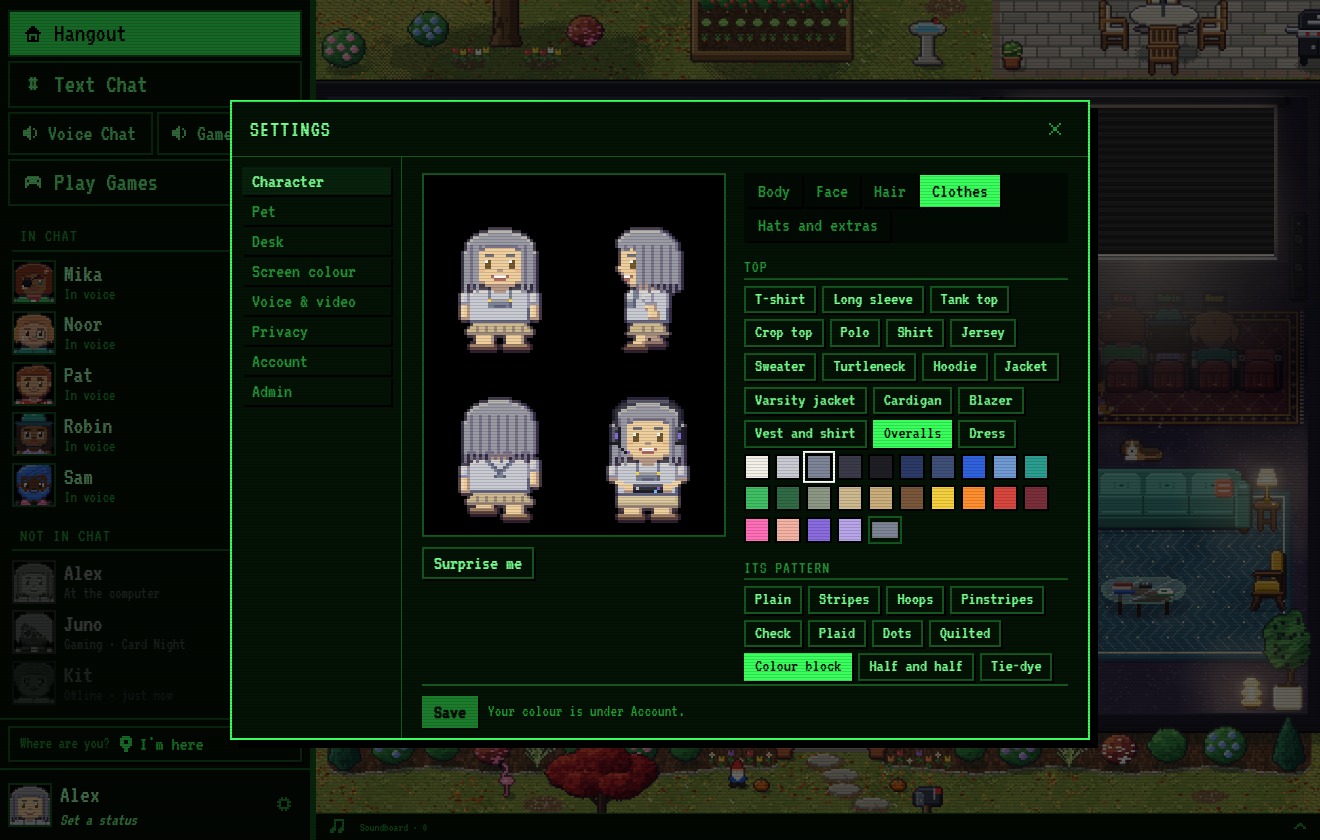 Hangout
Text Chat
Voice Chat
Game
Play Games
IN CHAT
Mika
In voice
Noor
In voice
Pat
In voice
Robin
In voice
Sam
In voice
NOT IN CHAT
Alex
At the computer
Juno
Gaming · Card Night
Kit
Offline · just now
Where are you? I'm here
Alex
Set a status
SETTINGS
Character
Pet
Desk
Screen colour
Voice & video
Privacy
Account
Admin
Surprise me
Body Face Hair Clothes
Hats and extras
TOP
T-shirt Long sleeve Tank top
Crop top Polo Shirt Jersey
Sweater Turtleneck Hoodie Jacket
Varsity jacket Cardigan Blazer
Vest and shirt Overalls Dress
ITS PATTERN
Plain Stripes Hoops Pinstripes
Check Plaid Dots Quilted
Colour block Half and half Tie-dye
Save Your colour is under Account.
Soundboard · 0